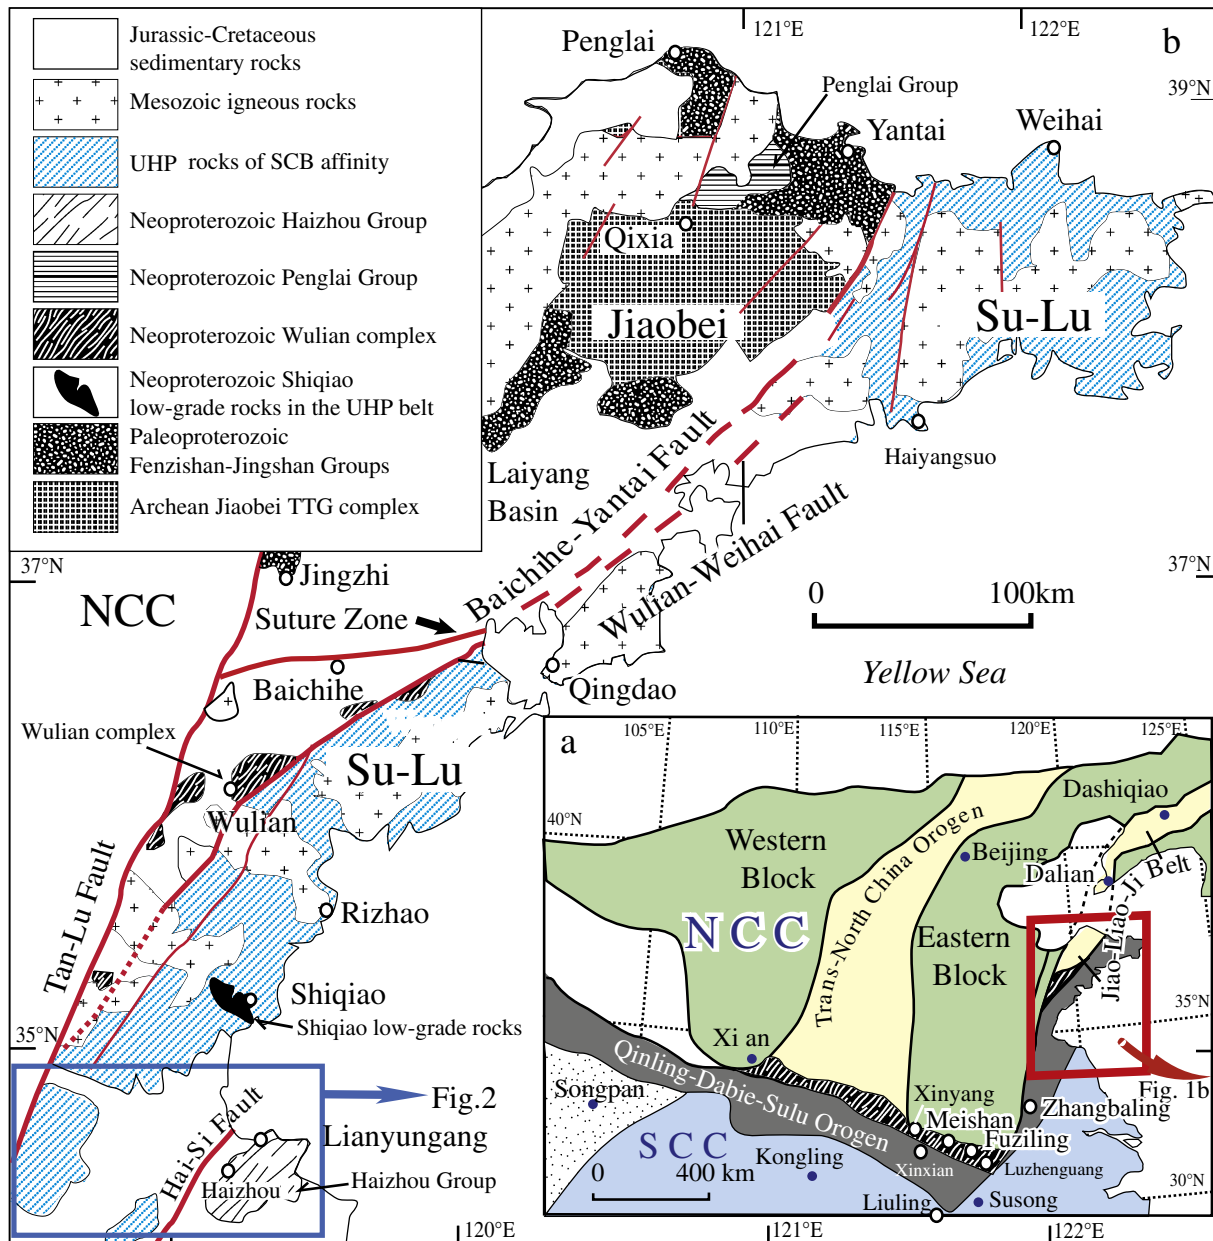 Jurassic-Cretaceous
sedimentary rocks
Mesozoic igneous rocks
UHP rocks of SCB affinity
Neoproterozoic Haizhou Group
Neoproterozoic Penglai Group
Neoproterozoic Wulian complex
Neoproterozoic Shiqiao
low-grade rocks in the UHP belt
Paleoproterozoic
Fenzishan-Jingshan Groups
Archean Jiaobei TTG complex
121°E
122°E
b
39°N
Penglai
Penglai Group
Yantai
Weihai
Qixia
Jiaobei
Su-Lu
Haiyangsuo
Laiyang
Basin
Baichihe-Yantai Fault
Wulian-Weihai Fault
37°N
37°N
Jingzhi
NCC
Suture Zone
0 100km
Yellow Sea
Baichihe
Qingdao
Wulian complex
Su-Lu
Wulian
Tan-Lu Fault
Rizhao
Shiqiao
Shiqiao low-grade rocks
35°N
Fig.2
Hai-Si Fault
Lianyungang
Haizhou
Haizhou Group
120°E
121°E
122°E
a
105°E
110°E
115°E
120°E
125°E
40°N
Dashiqiao
Western
Block
Trans-North China Orogen
Beijing
Dalian
Jiao-Liao-Ji Belt
NCC
Eastern
Block
35°N
Xi an
Qinling-Dabie-Sulu Orogen
Songpan
Xinyang
Meishan
Fuziling
Zhangbaling
Fig. 1b
SCC
Kongling
Xinxian
Luzhenguang
0 400 km
Liuling
Susong
30°N